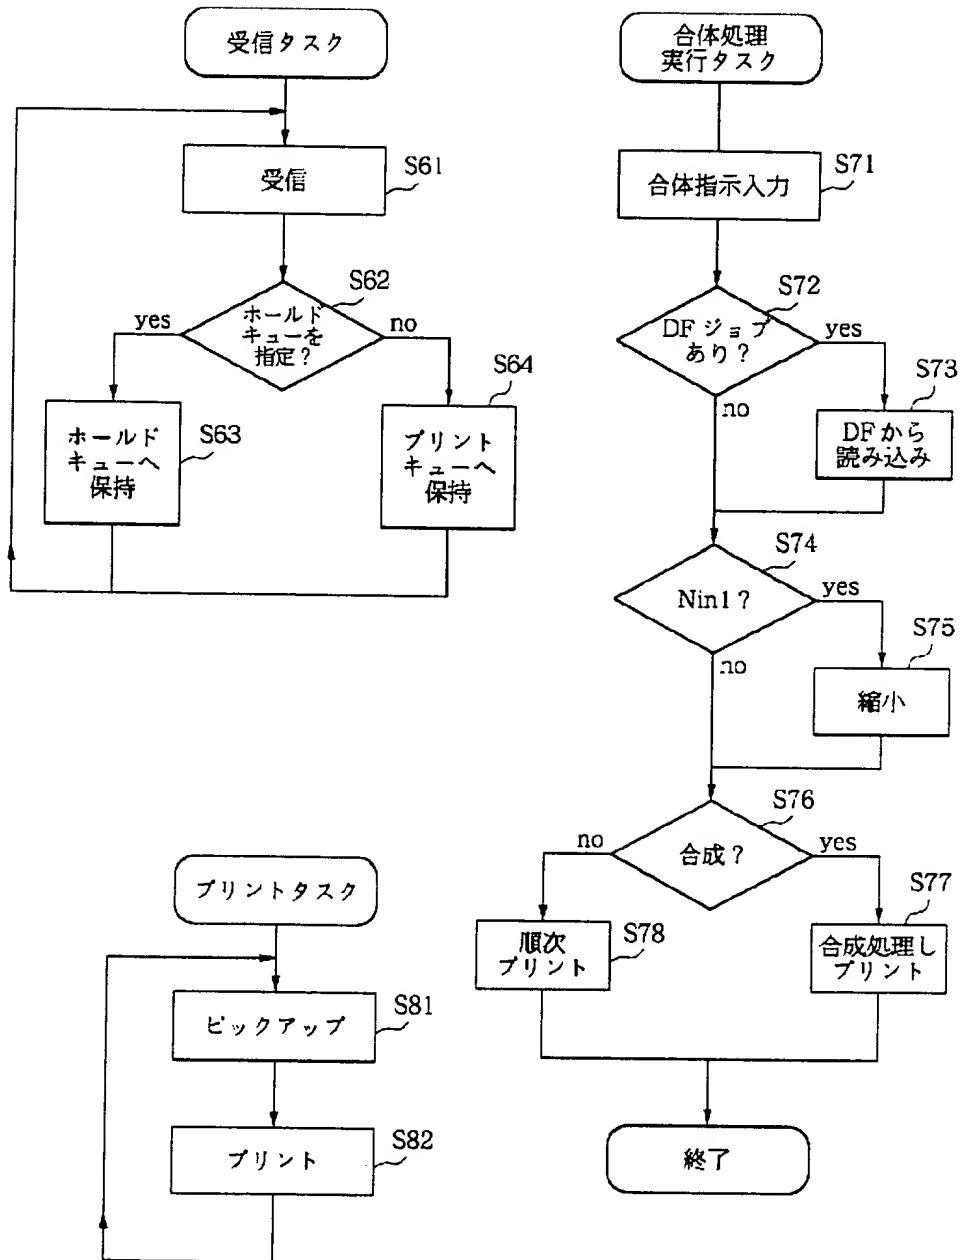 受信タスク
受信
S61
ホールド
キューを
指定？
S62
yes
no
ホールド
キューへ
保持
S63
プリント
キューへ
保持
S64
合体処理
実行タスク
合体指示入力
S71
DFジョブ
あり？
S72
yes
no
DFから
読み込み
S73
Nin1？
S74
yes
no
縮小
S75
合成？
S76
no
yes
順次
プリント
S78
合成処理し
プリント
S77
終了
プリントタスク
ピックアップ
S81
プリント
S82